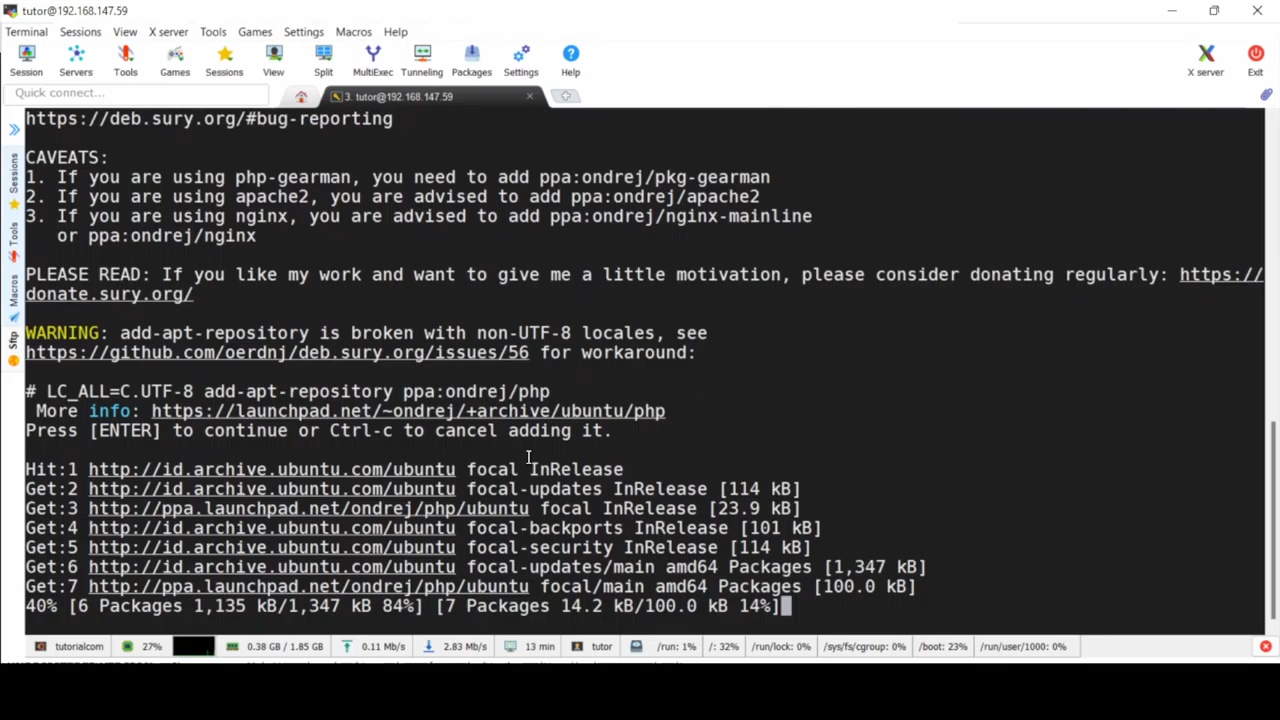 tutor@192.168.147.59
Terminal Sessions View X server Tools Games Settings Macros Help
Session Servers Tools Games Sessions View Split MultiExec Tunneling Packages Settings Help X server Exit
Quick connect...
3. tutor@192.168.147.59
Sessions
Tools
Macros
Sftp
https://deb.sury.org/#bug-reporting
CAVEATS:
1. If you are using php-gearman, you need to add ppa:ondrej/pkg-gearman
2. If you are using apache2, you are advised to add ppa:ondrej/apache2
3. If you are using nginx, you are advised to add ppa:ondrej/nginx-mainline
or ppa:ondrej/nginx
PLEASE READ: If you like my work and want to give me a little motivation, please consider donating regularly: https://
donate.sury.org/
WARNING: add-apt-repository is broken with non-UTF-8 locales, see
https://github.com/oerdnj/deb.sury.org/issues/56 for workaround:
# LC_ALL=C.UTF-8 add-apt-repository ppa:ondrej/php
More info: https://launchpad.net/~ondrej/+archive/ubuntu/php
Press [ENTER] to continue or Ctrl-c to cancel adding it.
Hit:1 http://id.archive.ubuntu.com/ubuntu focal InRelease
Get:2 http://id.archive.ubuntu.com/ubuntu focal-updates InRelease [114 kB]
Get:3 http://ppa.launchpad.net/ondrej/php/ubuntu focal InRelease [23.9 kB]
Get:4 http://id.archive.ubuntu.com/ubuntu focal-backports InRelease [101 kB]
Get:5 http://id.archive.ubuntu.com/ubuntu focal-security InRelease [114 kB]
Get:6 http://id.archive.ubuntu.com/ubuntu focal-updates/main amd64 Packages [1,347 kB]
Get:7 http://ppa.launchpad.net/ondrej/php/ubuntu focal/main amd64 Packages [100.0 kB]
40% [6 Packages 1,135 kB/1,347 kB 84%] [7 Packages 14.2 kB/100.0 kB 14%]
tutorialcom 27% 0.38 GB / 1.85 GB 0.11 Mb/s 2.83 Mb/s 13 min tutor /run: 1% /: 32% /run/lock: 0% /sys/fs/cgroup: 0% /boot: 23% /run/user/1000: 0%